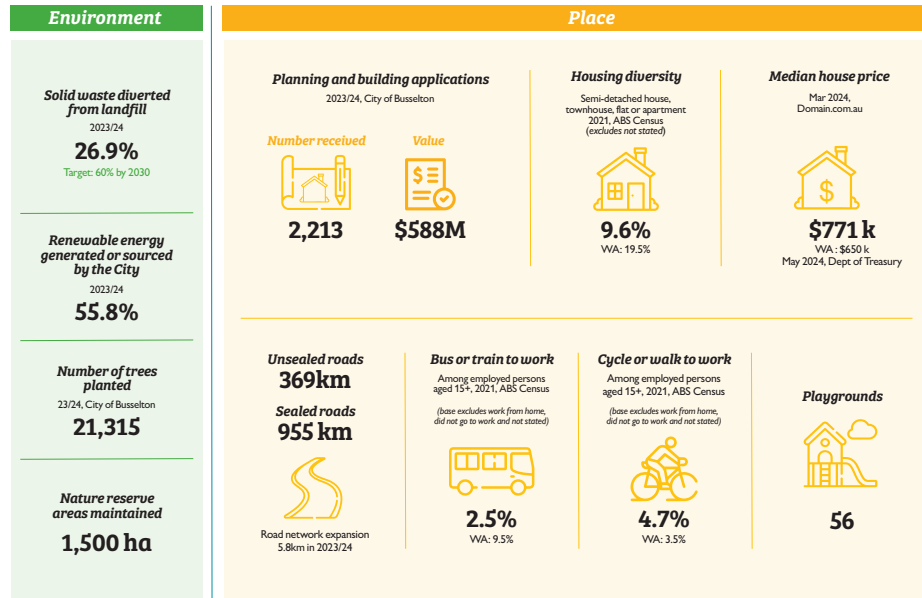 Environment
Solid waste diverted
from landfill
2023/24
26.9%
Target: 60% by 2030
Renewable energy
generated or sourced
by the City
2023/24
55.8%
Number of trees
planted
23/24, City of Busselton
21,315
Nature reserve
areas maintained
1,500 ha
Place
Planning and building applications
2023/24, City of Busselton
Number received
2,213
Value
$588M
Housing diversity
Semi-detached house,
townhouse, flat or apartment
2021, ABS Census
(excludes not stated)
9.6%
WA: 19.5%
Median house price
Mar 2024,
Domain.com.au
$771 k
WA : $650 k
May 2024, Dept of Treasury
Unsealed roads
369km
Sealed roads
955 km
Road network expansion
5.8km in 2023/24
Bus or train to work
Among employed persons
aged 15+, 2021, ABS Census
(base excludes work from home,
did not go to work and not stated)
2.5%
WA: 9.5%
Cycle or walk to work
Among employed persons
aged 15+, 2021, ABS Census
(base excludes work from home,
did not go to work and not stated)
4.7%
WA: 3.5%
Playgrounds
56